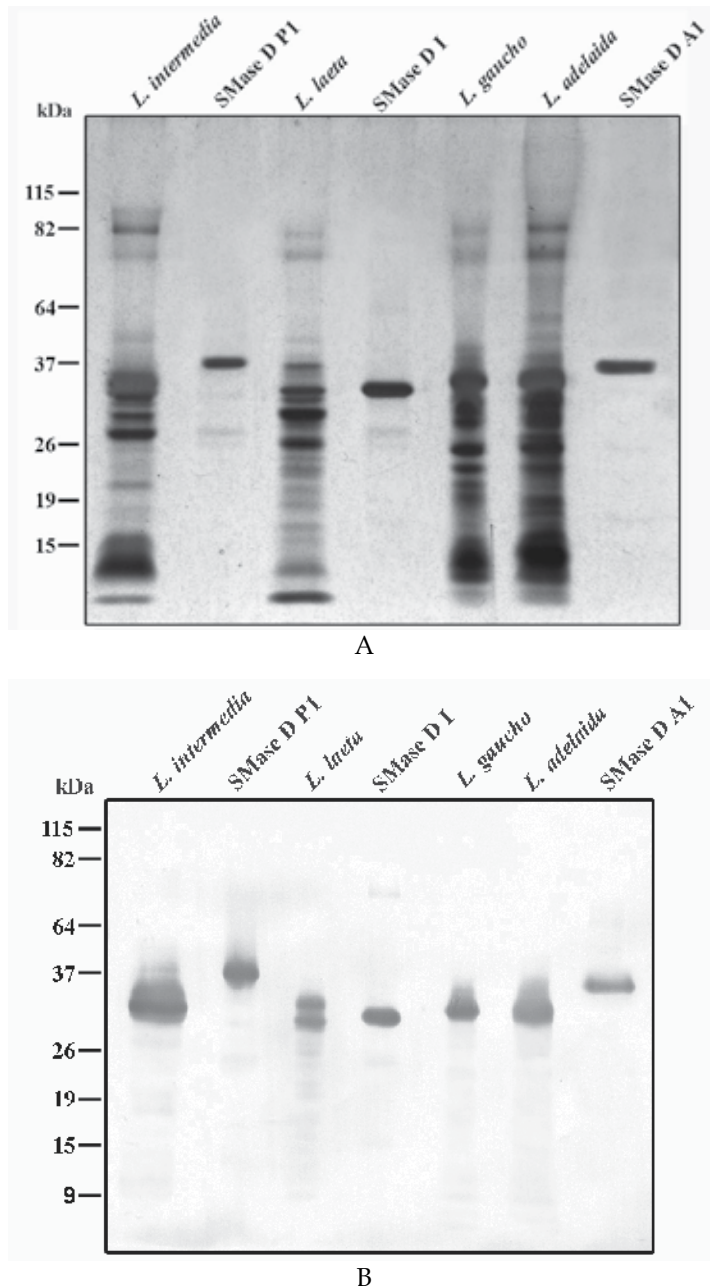 L. intermedia
SMase D P1
L. laeta
SMase D I
L. gaucho
L. adelaida
SMase D A1
kDa
115
82
64
37
26
19
15
A
L. intermedia
SMase D P1
L. laeta
SMase D I
L. gaucho
L. adelaida
SMase D A1
kDa
115
82
64
37
26
19
15
9
B